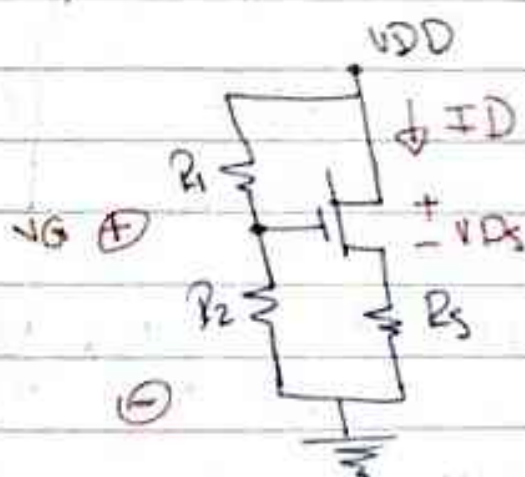 VDD
ID
R1
VG +
+
- VDS
R2
RS
-